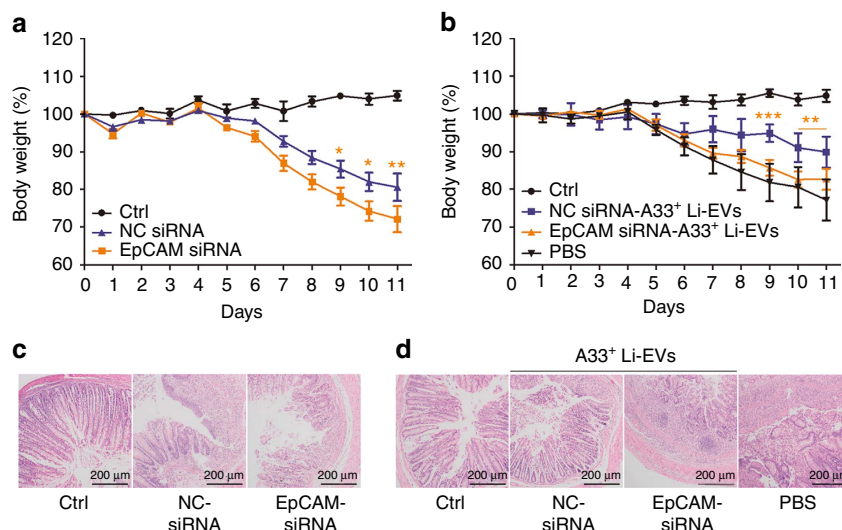 a
120
110
100
90
80
70
60
Body weight (%)
* * **
Ctrl
NC siRNA
EpCAM siRNA
0 1 2 3 4 5 6 7 8 9 10 11
Days
b
120
110
100
90
80
70
60
Body weight (%)
*** **
Ctrl
NC siRNA-A33⁺ Li-EVs
EpCAM siRNA-A33⁺ Li-EVs
PBS
0 1 2 3 4 5 6 7 8 9 10 11
Days
c
200 μm 200 μm 200 μm
Ctrl NC- EpCAM-
siRNA siRNA
d
A33⁺ Li-EVs
200 μm 200 μm 200 μm 200 μm
Ctrl NC- EpCAM- PBS
siRNA siRNA